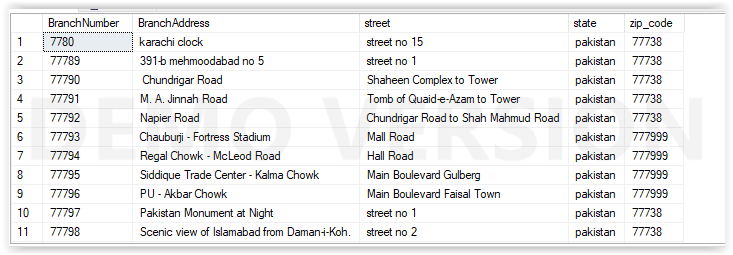 BranchNumber BranchAddress street state zip_code
1 7780 karachi clock street no 15 pakistan 77738
2 77789 391-b mehmoodabad no 5 street no 1 pakistan 77738
3 77790 Chundrigar Road Shaheen Complex to Tower pakistan 77738
4 77791 M. A. Jinnah Road Tomb of Quaid-e-Azam to Tower pakistan 77738
5 77792 Napier Road Chundrigar Road to Shah Mahmud Road pakistan 77738
6 77793 Chauburji - Fortress Stadium Mall Road pakistan 777999
7 77794 Regal Chowk - McLeod Road Hall Road pakistan 777999
8 77795 Siddique Trade Center - Kalma Chowk Main Boulevard Gulberg pakistan 777999
9 77796 PU - Akbar Chowk Main Boulevard Faisal Town pakistan 777999
10 77797 Pakistan Monument at Night street no 1 pakistan 77738
11 77798 Scenic view of Islamabad from Daman-i-Koh. street no 2 pakistan 77738
DEMO VERSION